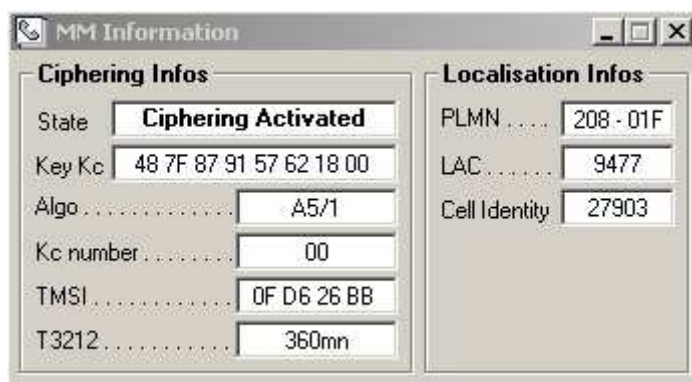 MM Information
Ciphering Infos
State Ciphering Activated
Key Kc 48 7F 87 91 57 62 18 00
Algo............. A5/1
Kc number........ 00
TMSI............ 0F D6 26 BB
T3212........... 360mn
Localisation Infos
PLMN.... 208 - 01F
LAC...... 9477
Cell Identity 27903